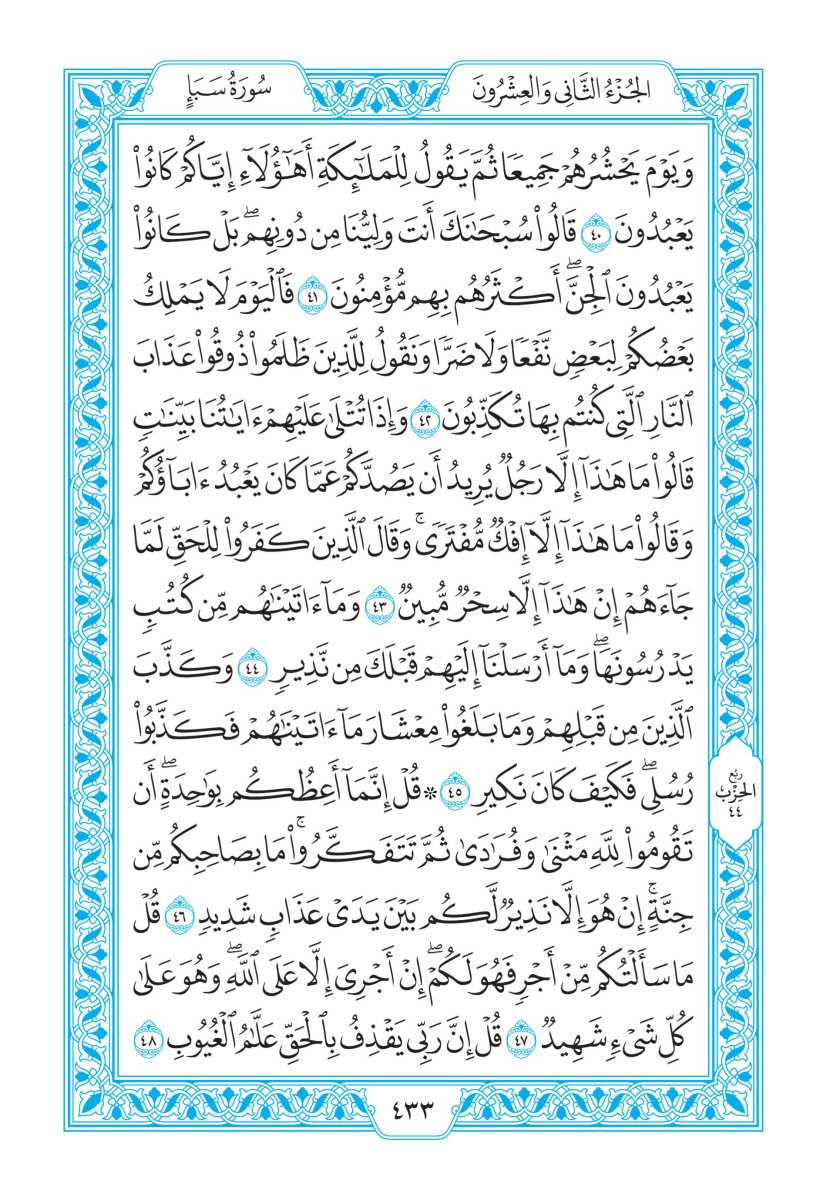 الجُزْءُ الثَّانِي وَالعِشْرُونَ
سُورَةُ سَبَإٍ
وَيَوْمَ يَحْشُرُهُمْ جَمِيعًا ثُمَّ يَقُولُ لِلْمَلَٰٓئِكَةِ أَهَٰٓؤُلَآءِ إِيَّاكُمْ كَانُوا۟
يَعْبُدُونَ ٤٠ قَالُوا۟ سُبْحَٰنَكَ أَنتَ وَلِيُّنَا مِن دُونِهِمۖ بَلْ كَانُوا۟
يَعْبُدُونَ ٱلْجِنَّۖ أَكْثَرُهُم بِهِم مُّؤْمِنُونَ ٤١ فَٱلْيَوْمَ لَا يَمْلِكُ
بَعْضُكُمْ لِبَعْضٍ نَّفْعًا وَلَا ضَرًّا وَنَقُولُ لِلَّذِينَ ظَلَمُوا۟ ذُوقُوا۟ عَذَابَ
ٱلنَّارِ ٱلَّتِى كُنتُم بِهَا تُكَذِّبُونَ ٤٢ وَإِذَا تُتْلَىٰ عَلَيْهِمْ ءَايَٰتُنَا بَيِّنَٰتٍ
قَالُوا۟ مَا هَٰذَآ إِلَّا رَجُلٌ يُرِيدُ أَن يَصُدَّكُمْ عَمَّا كَانَ يَعْبُدُ ءَابَآؤُكُمْ
وَقَالُوا۟ مَا هَٰذَآ إِلَّآ إِفْكٌ مُّفْتَرًىۚ وَقَالَ ٱلَّذِينَ كَفَرُوا۟ لِلْحَقِّ لَمَّا
جَآءَهُمْ إِنْ هَٰذَآ إِلَّا سِحْرٌ مُّبِينٌ ٤٣ وَمَآ ءَاتَيْنَٰهُم مِّن كُتُبٍ
يَدْرُسُونَهَاۖ وَمَآ أَرْسَلْنَآ إِلَيْهِمْ قَبْلَكَ مِن نَّذِيرٍ ٤٤ وَكَذَّبَ
ٱلَّذِينَ مِن قَبْلِهِمْ وَمَا بَلَغُوا۟ مِعْشَارَ مَآ ءَاتَيْنَٰهُمْ فَكَذَّبُوا۟
رُسُلِىۖ فَكَيْفَ كَانَ نَكِيرِ ٤٥ ۞ قُلْ إِنَّمَآ أَعِظُكُم بِوَٰحِدَةٍۖ أَن
تَقُومُوا۟ لِلَّهِ مَثْنَىٰ وَفُرَٰدَىٰ ثُمَّ تَتَفَكَّرُوا۟ۚ مَا بِصَاحِبِكُم مِّن
جِنَّةٍۚ إِنْ هُوَ إِلَّا نَذِيرٌ لَّكُم بَيْنَ يَدَىْ عَذَابٍ شَدِيدٍ ٤٦ قُلْ
مَا سَأَلْتُكُم مِّنْ أَجْرٍ فَهُوَ لَكُمْۖ إِنْ أَجْرِىَ إِلَّا عَلَى ٱللَّهِۖ وَهُوَ عَلَىٰ
كُلِّ شَىْءٍ شَهِيدٌ ٤٧ قُلْ إِنَّ رَبِّى يَقْذِفُ بِٱلْحَقِّ عَلَّٰمُ ٱلْغُيُوبِ ٤٨
رُبُع
الحِزْب
٤٤
٤٣٣